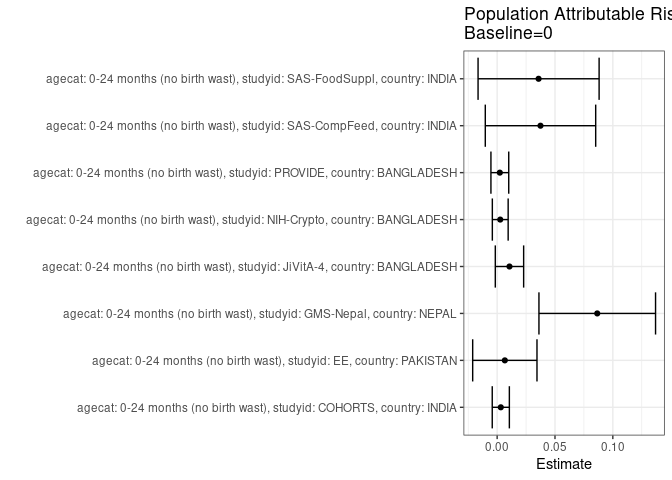 Population Attributable Ris
Baseline=0
agecat: 0-24 months (no birth wast), studyid: SAS-FoodSuppl, country: INDIA
agecat: 0-24 months (no birth wast), studyid: SAS-CompFeed, country: INDIA
agecat: 0-24 months (no birth wast), studyid: PROVIDE, country: BANGLADESH
agecat: 0-24 months (no birth wast), studyid: NIH-Crypto, country: BANGLADESH
agecat: 0-24 months (no birth wast), studyid: JiVitA-4, country: BANGLADESH
agecat: 0-24 months (no birth wast), studyid: GMS-Nepal, country: NEPAL
agecat: 0-24 months (no birth wast), studyid: EE, country: PAKISTAN
agecat: 0-24 months (no birth wast), studyid: COHORTS, country: INDIA
0.00 0.05 0.10
Estimate